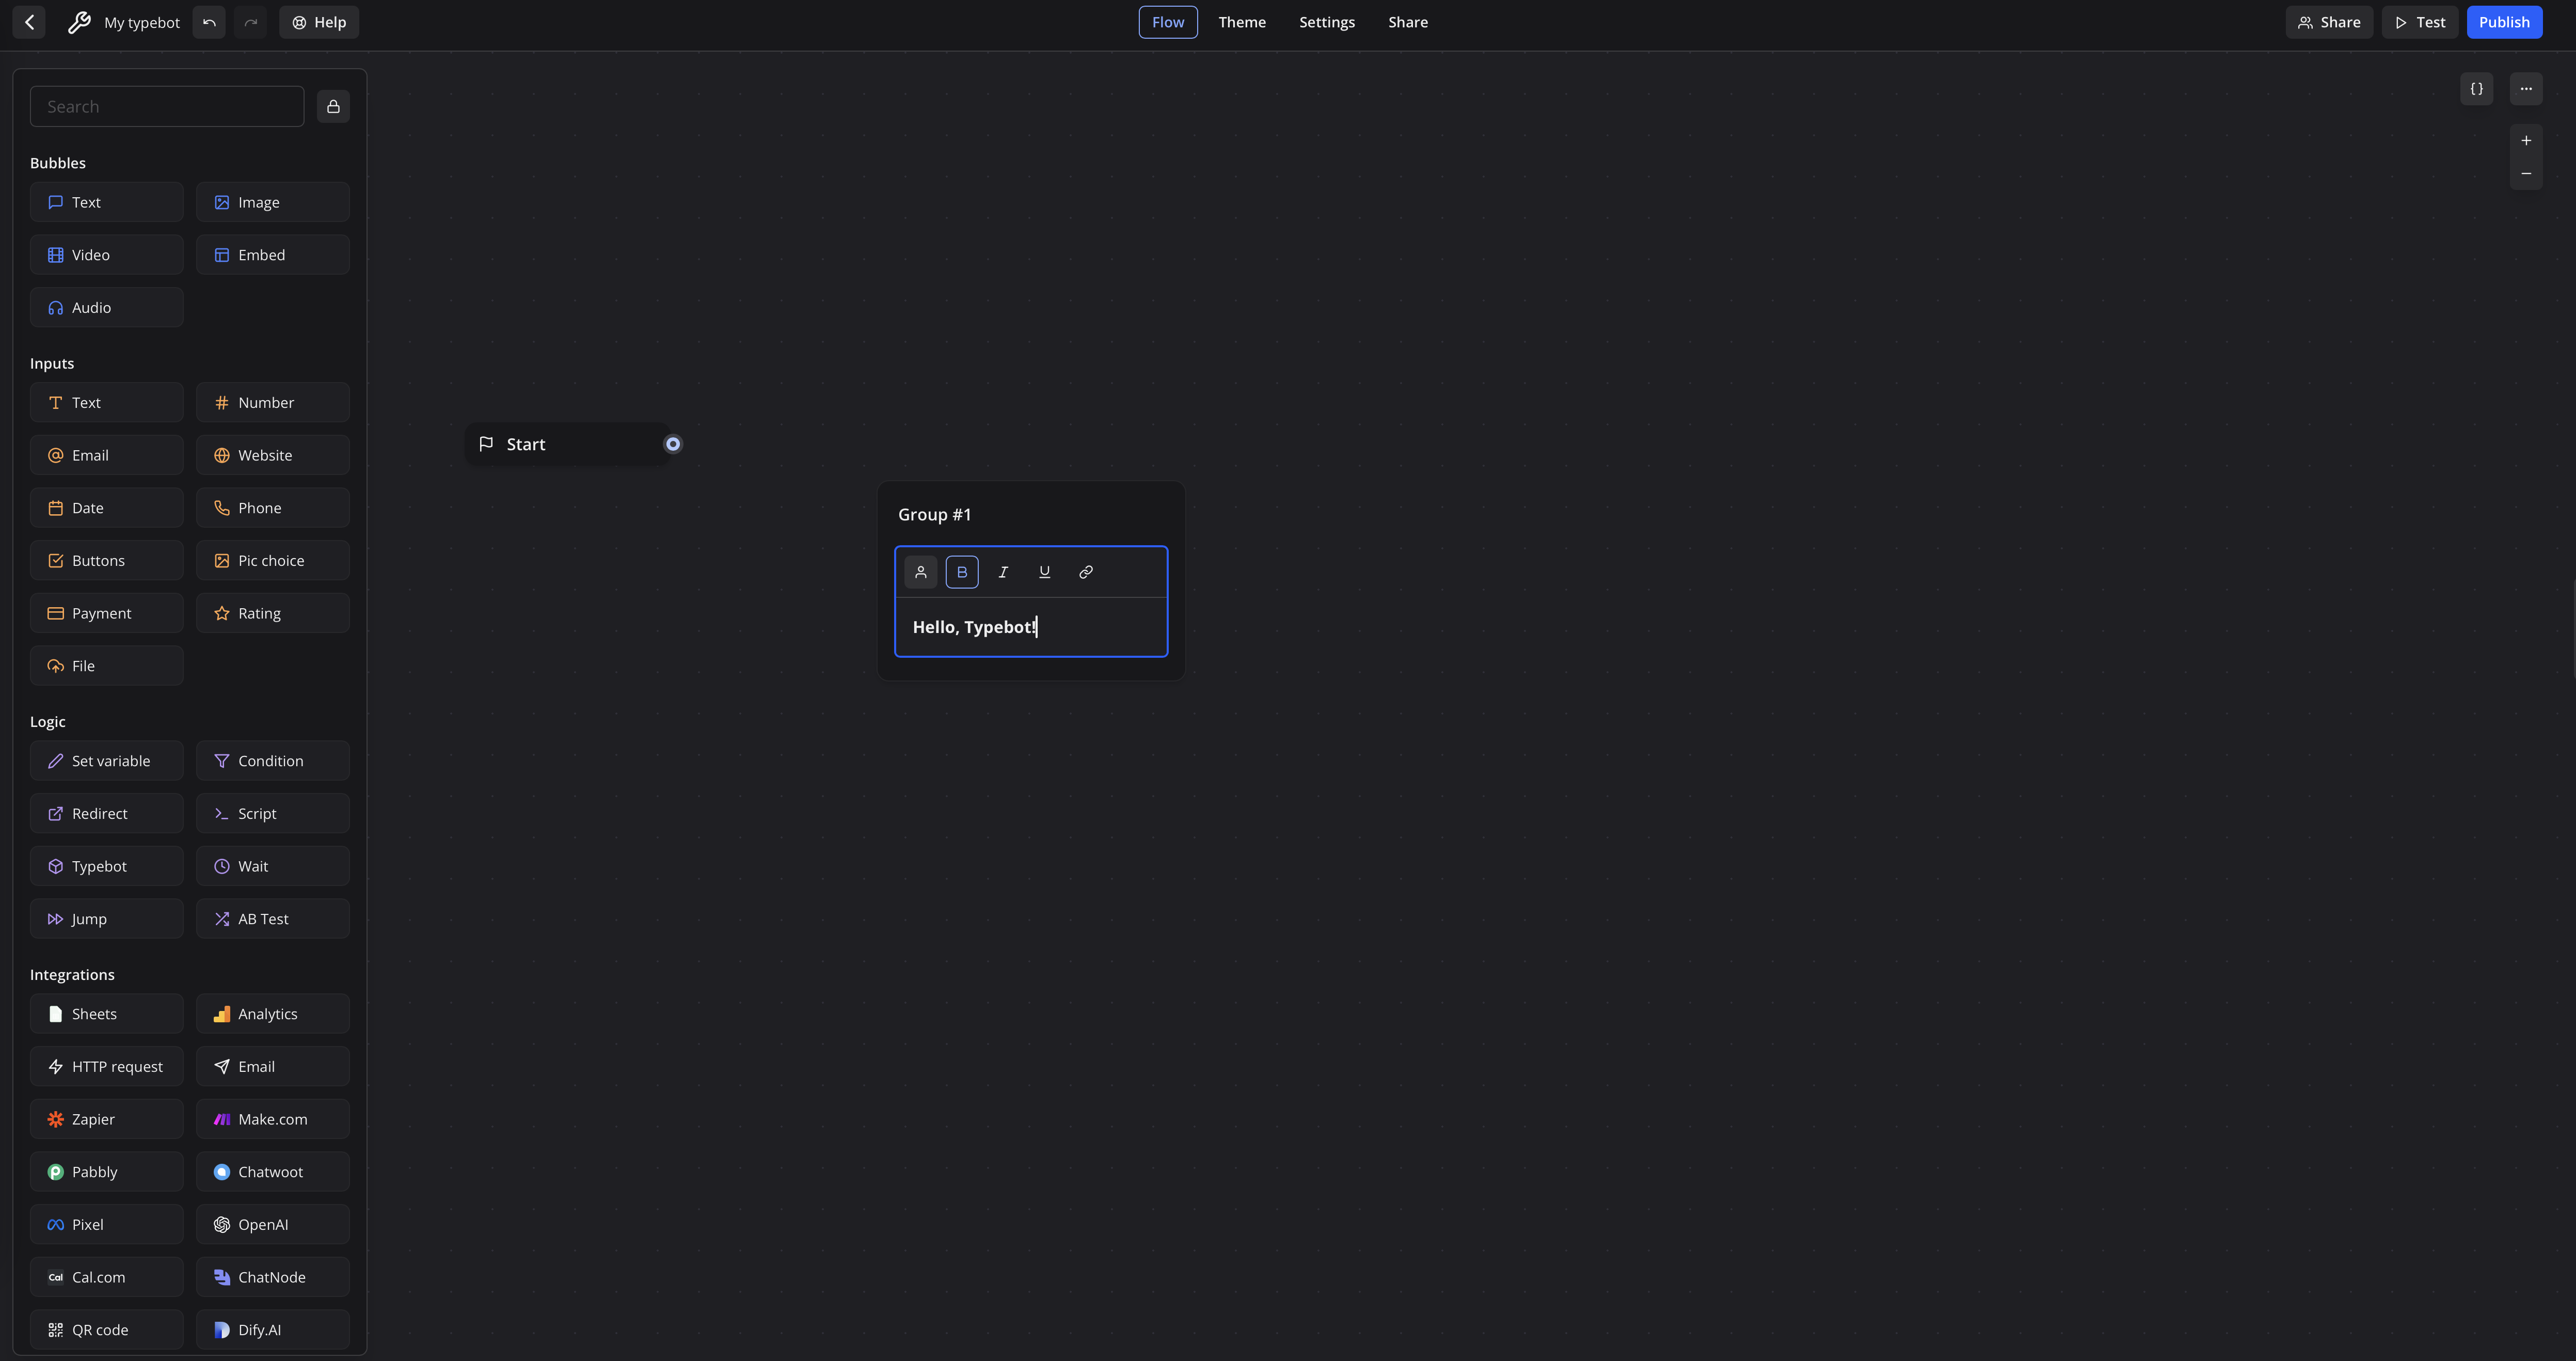 My typebot
Help
Flow
Theme
Settings
Share
Share
Test
Publish
Search
Bubbles
Text
Image
Video
Embed
Audio
Inputs
Text
Number
Email
Website
Date
Phone
Buttons
Pic choice
Payment
Rating
File
Logic
Set variable
Condition
Redirect
Script
Typebot
Wait
Jump
AB Test
Integrations
Sheets
Analytics
HTTP request
Email
Zapier
Make.com
Pabbly
Chatwoot
Pixel
OpenAI
Cal
Cal.com
ChatNode
QR code
Dify.AI
Start
Group #1
B I U
Hello, Typebot!
{}